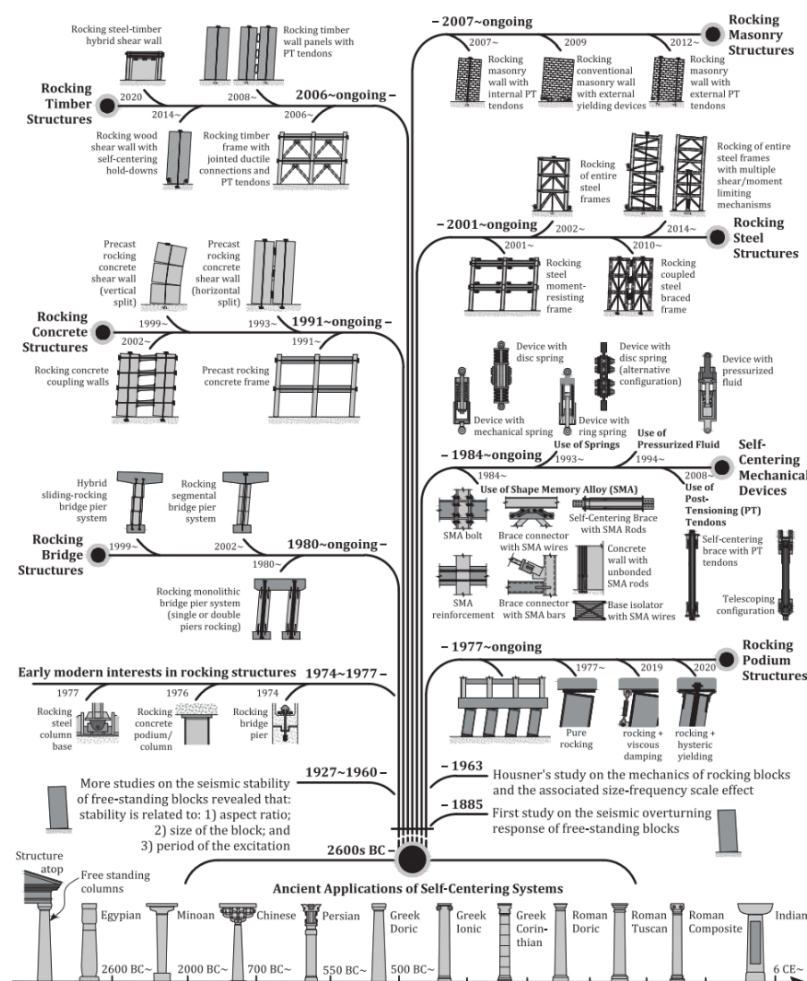 Rocking steel-timber
hybrid shear wall
Rocking timber
wall panels with
PT tendons
Rocking
Timber
Structures
2020
2014~
2008~
2006~
2006~ongoing –
Rocking wood
shear wall with
self-centering
hold-downs
Rocking timber
frame with
jointed ductile
connections and
PT tendons
– 2007~ongoing
2007~
2009
2012~
Rocking
Masonry
Structures
Rocking
masonry
wall with
internal PT
tendons
Rocking
conventional
masonry wall
with external
yielding devices
Rocking
masonry
wall with
external PT
tendons
Rocking
of entire
steel
frames
Rocking of entire
steel frames
with multiple
shear/moment
limiting
mechanisms
– 2001~ongoing
2001~
2002~
2010~
2014~
Rocking
Steel
Structures
Rocking
steel
moment-
resisting
frame
Rocking
coupled
steel
braced
frame
Precast
rocking
concrete
shear wall
(vertical
split)
Precast
rocking
concrete
shear wall
(horizontal
split)
Rocking
Concrete
Structures
1999~
2002~
1993~
1991~
1991~ongoing –
Rocking concrete
coupling walls
Precast rocking
concrete frame
Device with
disc spring
Device with
disc spring
(alternative
configuration)
Device with
pressurized
fluid
Device with
mechanical spring
Device with
ring spring
Use of Springs
Use of
Pressurized Fluid
– 1984~ongoing
1984~
1993~
1994~
2008~
Self-
Centering
Mechanical
Devices
Use of Shape Memory Alloy (SMA)
Use of
Post-
Tensioning (PT)
Tendons
SMA bolt
Brace connector
with SMA wires
Self-Centering Brace
with SMA Rods
Concrete
wall with
unbonded
SMA rods
Self-centering
brace with PT
tendons
SMA
reinforcement
Brace connector
with SMA bars
Base isolator
with SMA wires
Telescoping
configuration
Hybrid
sliding-rocking
bridge pier
system
Rocking
segmental
bridge pier
system
Rocking
Bridge
Structures
1999~
2002~
1980~
1980~ongoing –
Rocking monolithic
bridge pier system
(single or double
piers rocking)
– 1977~ongoing
1977~
2019
2020
Rocking
Podium
Structures
Pure
rocking
rocking +
viscous
damping
rocking +
hysteric
yielding
Early modern interests in rocking structures
1974~1977 –
1977
1976
1974
Rocking
steel
column
base
Rocking
concrete
podium/
column
Rocking
bridge
pier
1927~1960 –
More studies on the seismic stability
of free-standing blocks revealed that:
stability is related to: 1) aspect ratio;
2) size of the block; and
3) period of the excitation
– 1963
Housner's study on the mechanics of rocking blocks
and the associated size-frequency scale effect
– 1885
First study on the seismic overturning
response of free-standing blocks
2600s BC –
Ancient Applications of Self-Centering Systems
Structure
atop
Free standing
columns
Egyptian
Minoan
Chinese
Persian
Greek
Doric
Greek
Ionic
Greek
Corin-
thian
Roman
Doric
Roman
Tuscan
Roman
Composite
Indian
2600 BC~
2000 BC~
700 BC~
550 BC~
500 BC~
6 CE~